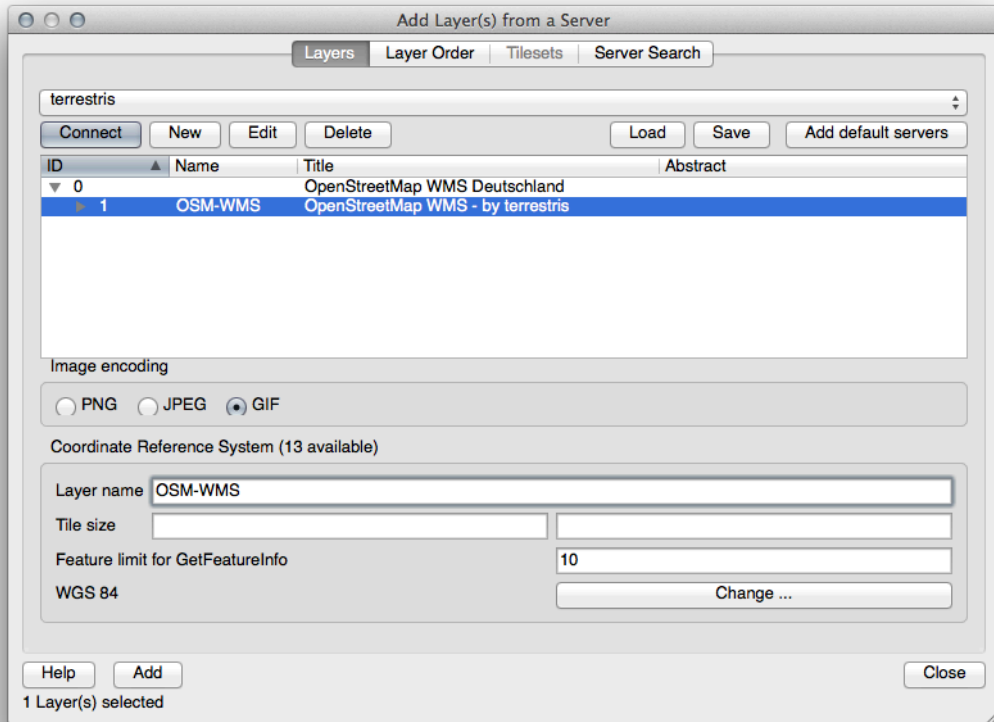 Add Layer(s) from a Server
Layers Layer Order Tilesets Server Search
terrestris
Connect New Edit Delete Load Save Add default servers
ID Name Title Abstract
0 OpenStreetMap WMS Deutschland
1 OSM-WMS OpenStreetMap WMS - by terrestris
Image encoding
PNG JPEG GIF
Coordinate Reference System (13 available)
Layer name OSM-WMS
Tile size
Feature limit for GetFeatureInfo 10
WGS 84 Change ...
Help Add Close
1 Layer(s) selected